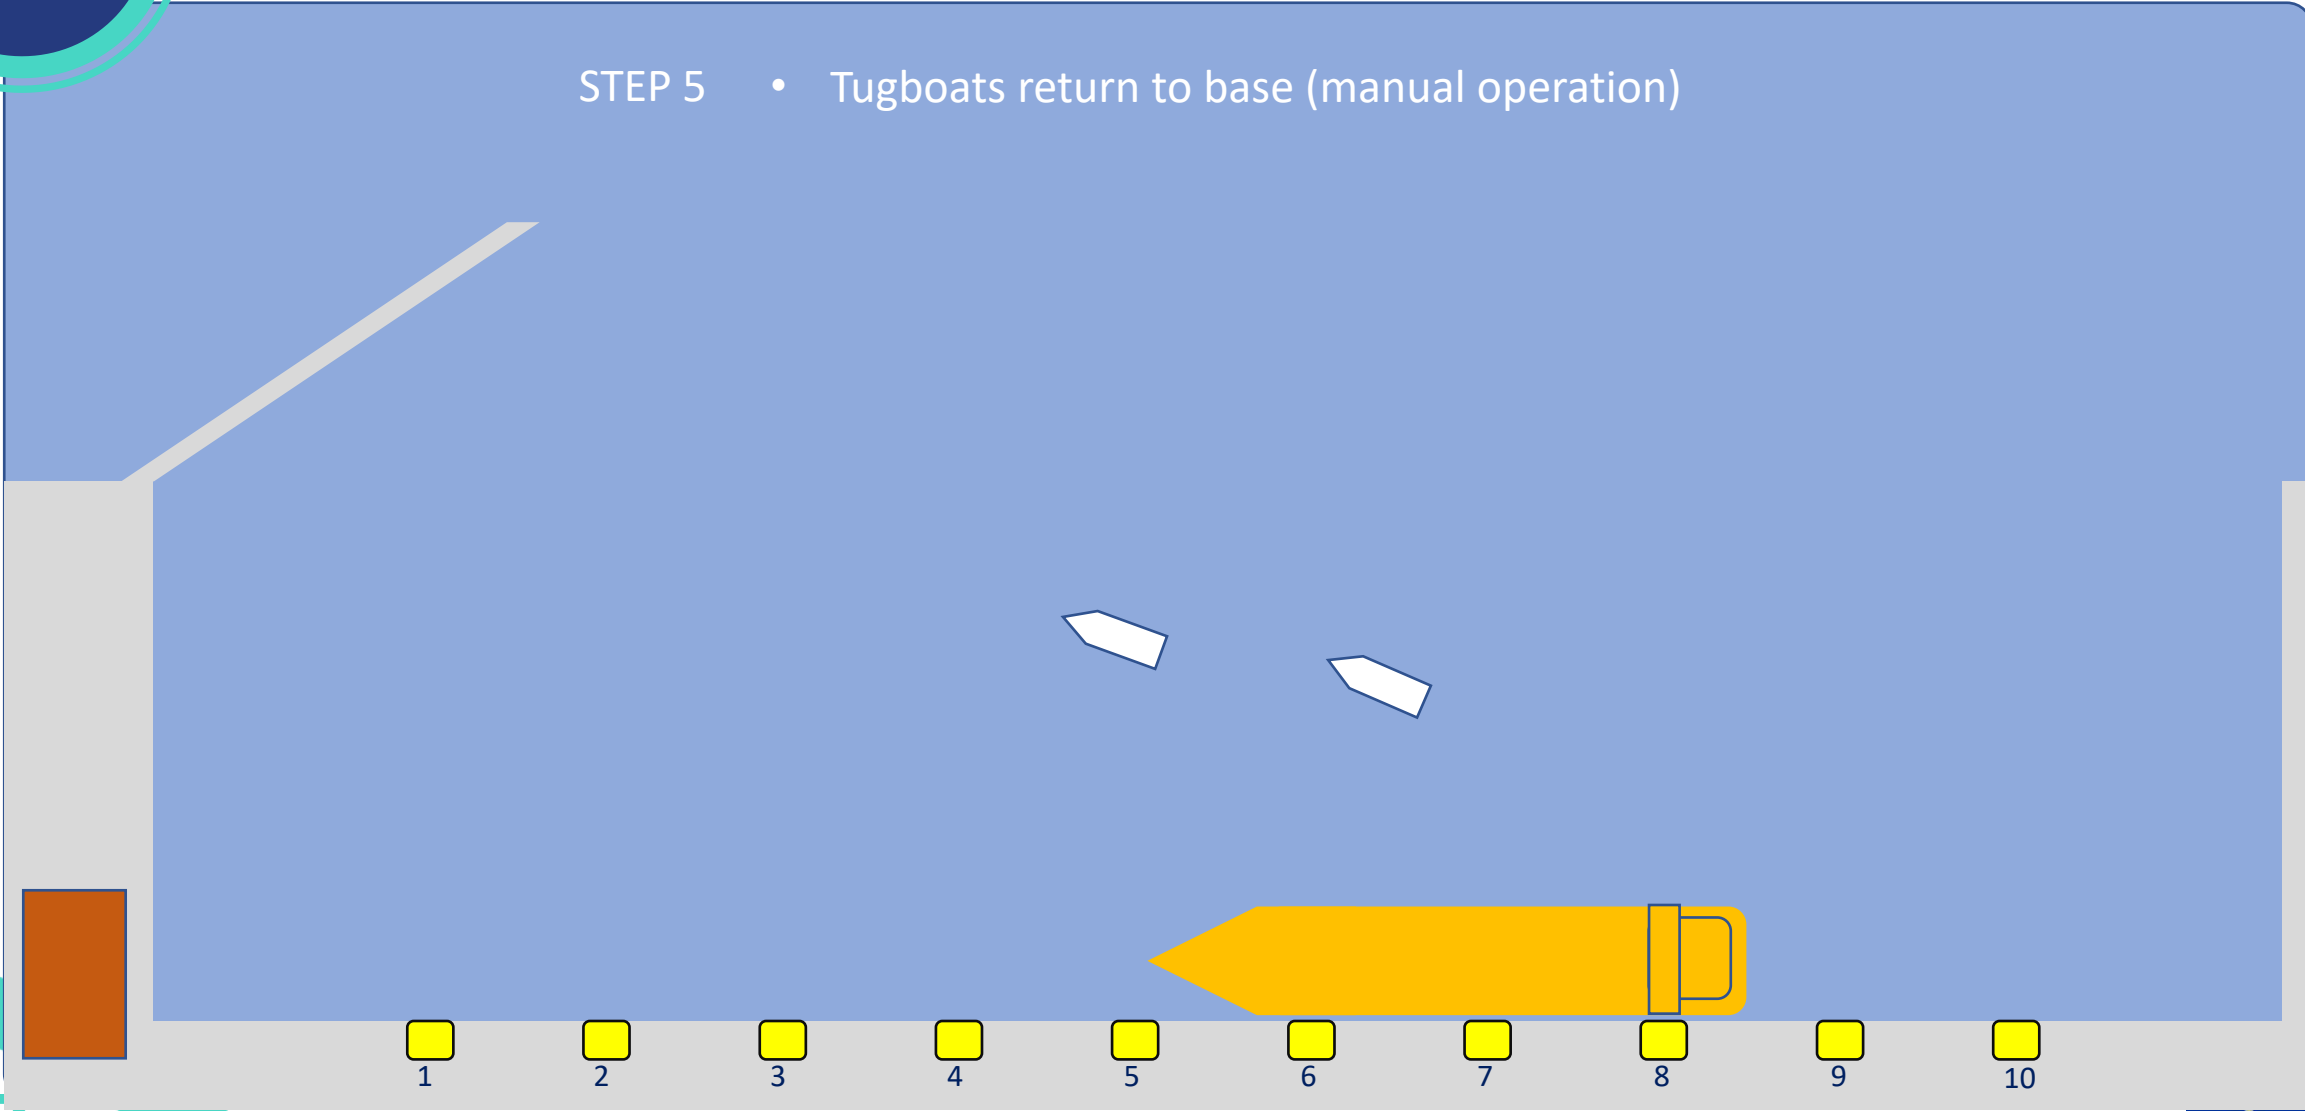 STEP 5 • Tugboats return to base (manual operation)
1 2 3 4 5 6 7 8 9 10